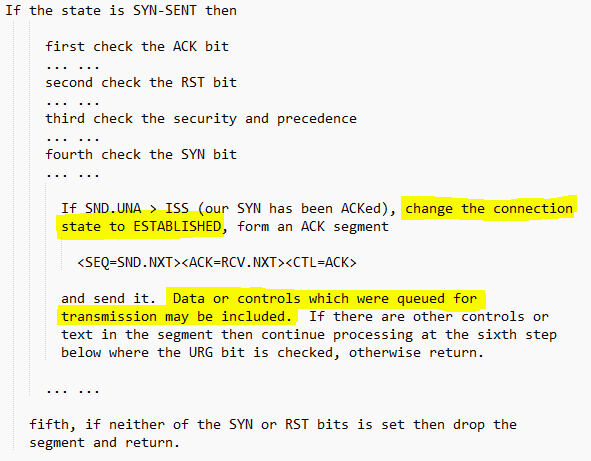 If the state is SYN-SENT then
first check the ACK bit
... ...
second check the RST bit
... ...
third check the security and precedence
... ...
fourth check the SYN bit
... ...
If SND.UNA > ISS (our SYN has been ACKed), change the connection
state to ESTABLISHED, form an ACK segment
<SEQ=SND.NXT><ACK=RCV.NXT><CTL=ACK>
and send it.  Data or controls which were queued for
transmission may be included.  If there are other controls or
text in the segment then continue processing at the sixth step
below where the URG bit is checked, otherwise return.
... ...
fifth, if neither of the SYN or RST bits is set then drop the
segment and return.